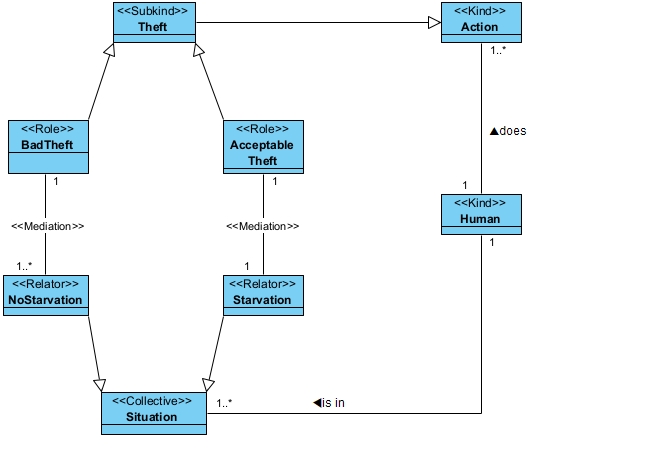 <<Subkind>>
Theft
<<Kind>>
Action
1..*
▲does
<<Role>>
BadTheft
1
<<Role>>
Acceptable
Theft
1
1
<<Kind>>
Human
1
<<Mediation>>
<<Mediation>>
1..*
1
<<Relator>>
NoStarvation
<<Relator>>
Starvation
<<Collective>>
Situation
1..*
◀is in